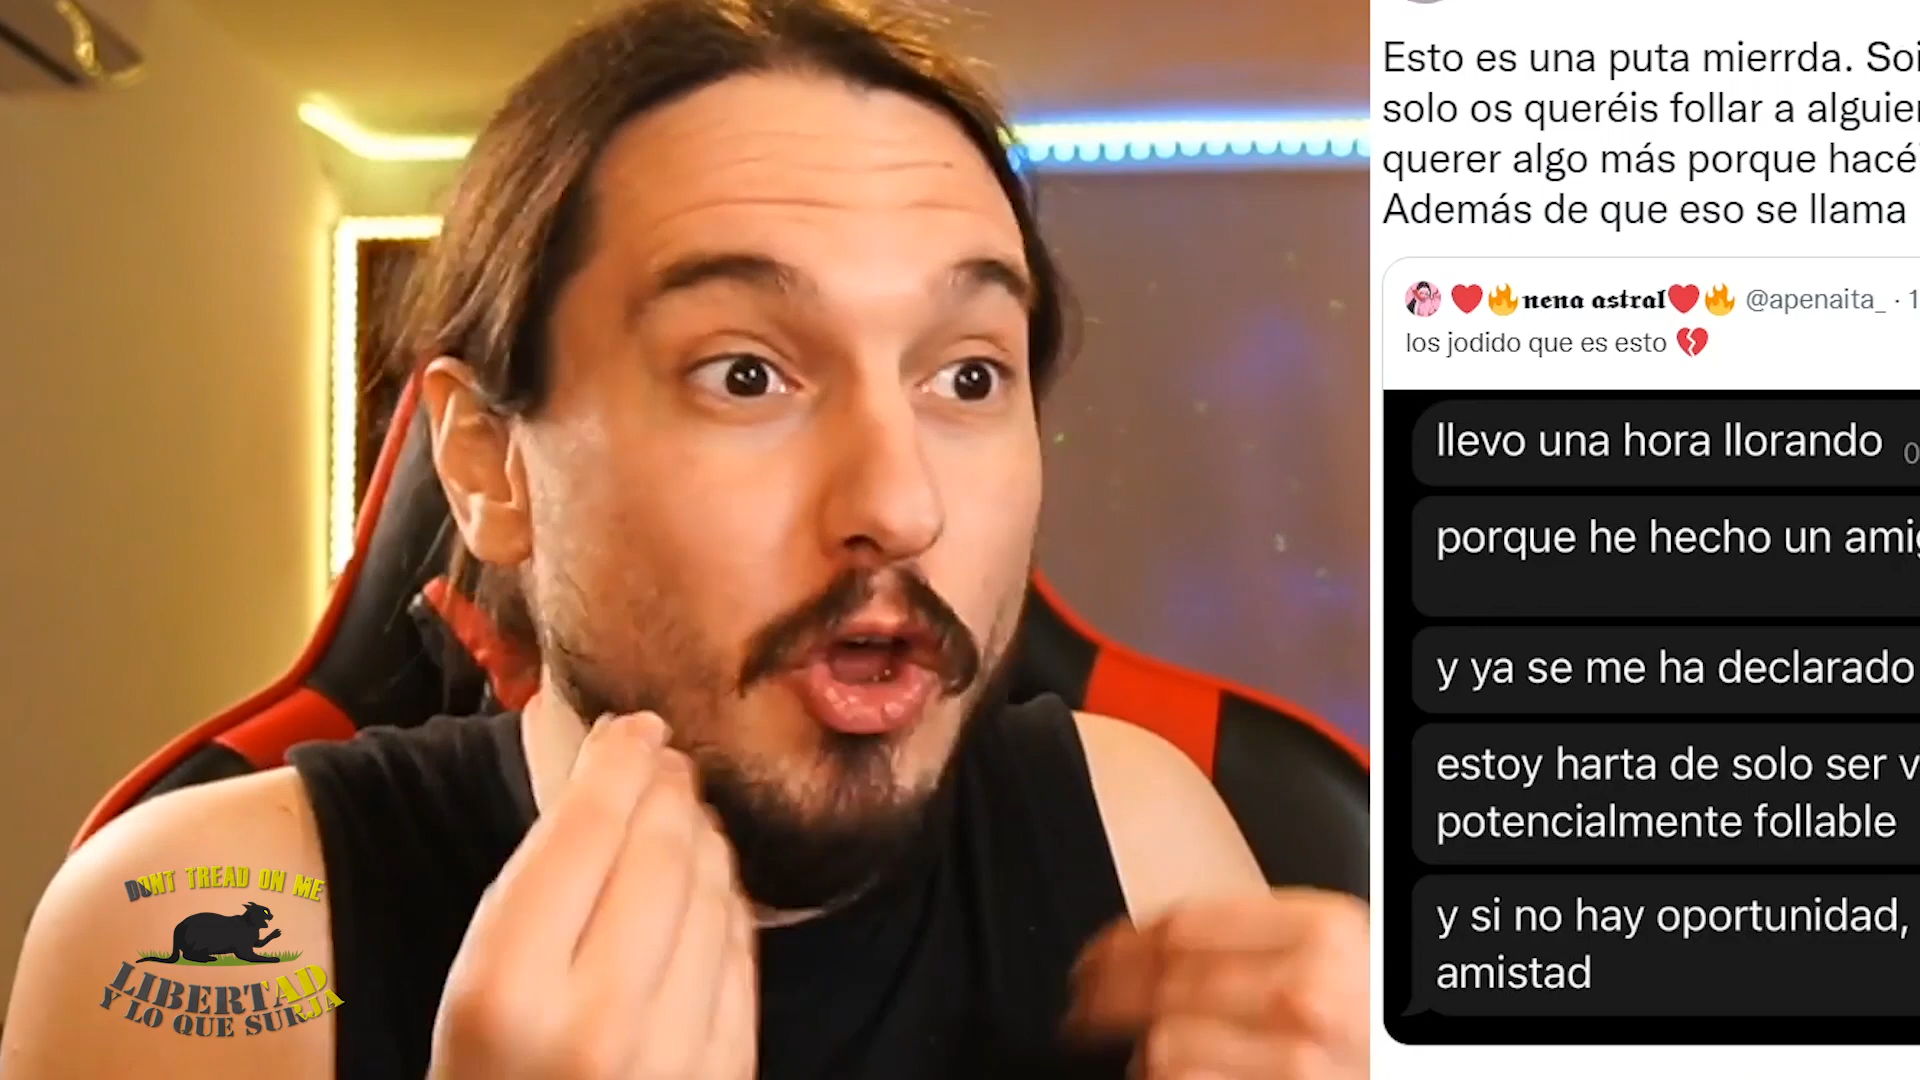 Esto es una puta mierrda. Soi
solo os queréis follar a alguien
querer algo más porque hacé
Además de que eso se llama
nena astral @apenaita_ · 1
los jodido que es esto
llevo una hora llorando 0
porque he hecho un amig
y ya se me ha declarado
estoy harta de solo ser v
potencialmente follable
y si no hay oportunidad,
amistad
DONT TREAD ON ME
LIBERTAD
Y LO QUE SURJA